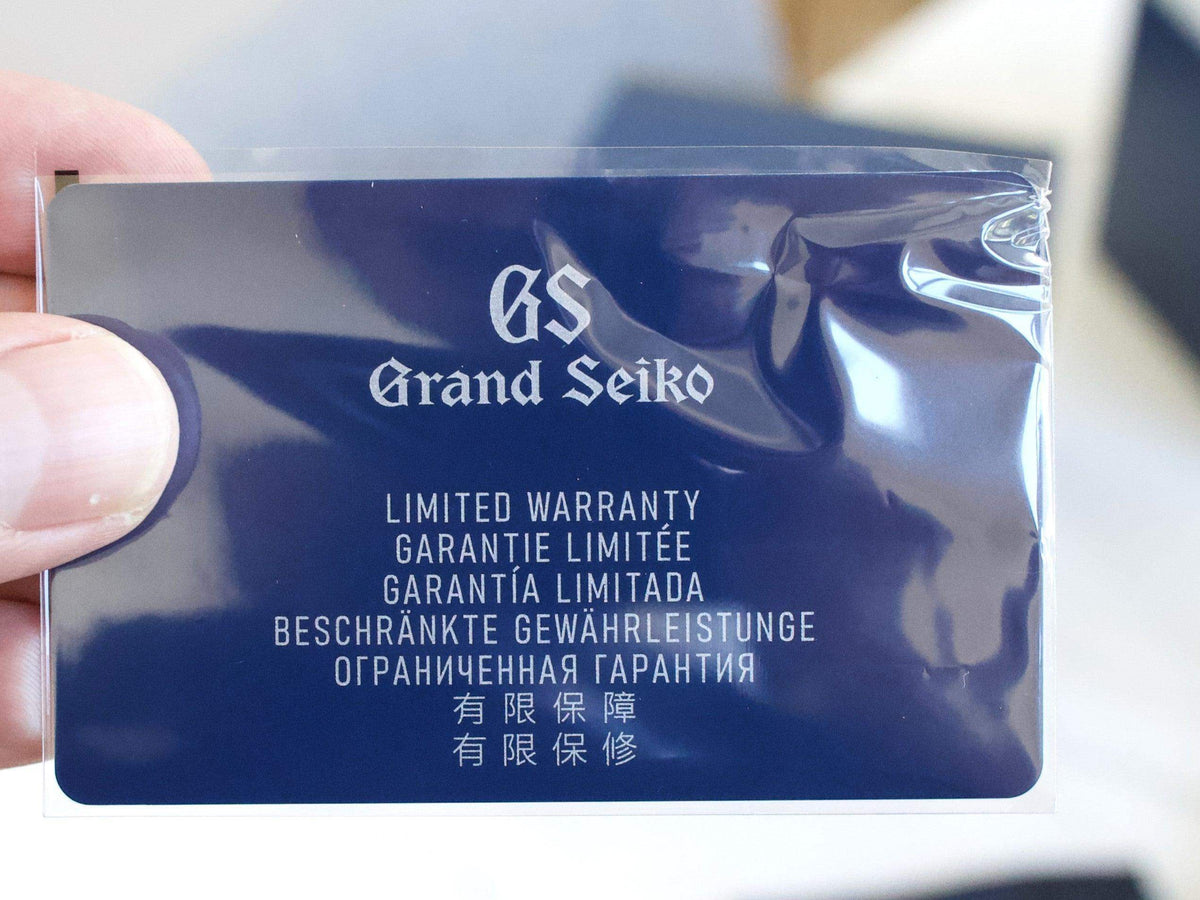 GS
Grand Seiko
LIMITED WARRANTY
GARANTIE LIMITÉE
GARANTÍA LIMITADA
BESCHRÄNKTE GEWÄHRLEISTUNGE
ОГРАНИЧЕННАЯ ГАРАНТИЯ
有限保障
有限保修